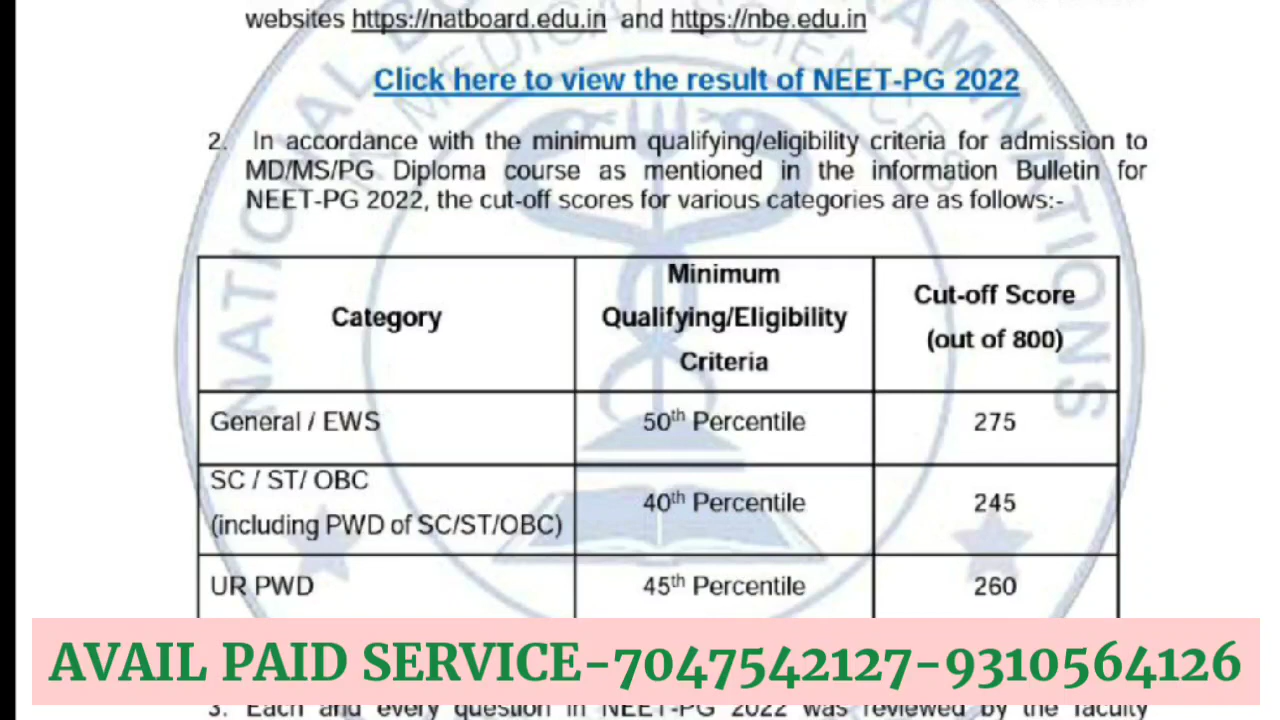 websites https://natboard.edu.in and https://nbe.edu.in
Click here to view the result of NEET-PG 2022
2. In accordance with the minimum qualifying/eligibility criteria for admission to
MD/MS/PG Diploma course as mentioned in the information Bulletin for
NEET-PG 2022, the cut-off scores for various categories are as follows:-
Category
Minimum
Qualifying/Eligibility
Criteria
Cut-off Score
(out of 800)
General / EWS
50th Percentile
275
SC / ST/ OBC
(including PWD of SC/ST/OBC)
40th Percentile
245
UR PWD
45th Percentile
260
AVAIL PAID SERVICE-7047542127-9310564126
3. Each and every question in NEET-PG 2022 was reviewed by the faculty